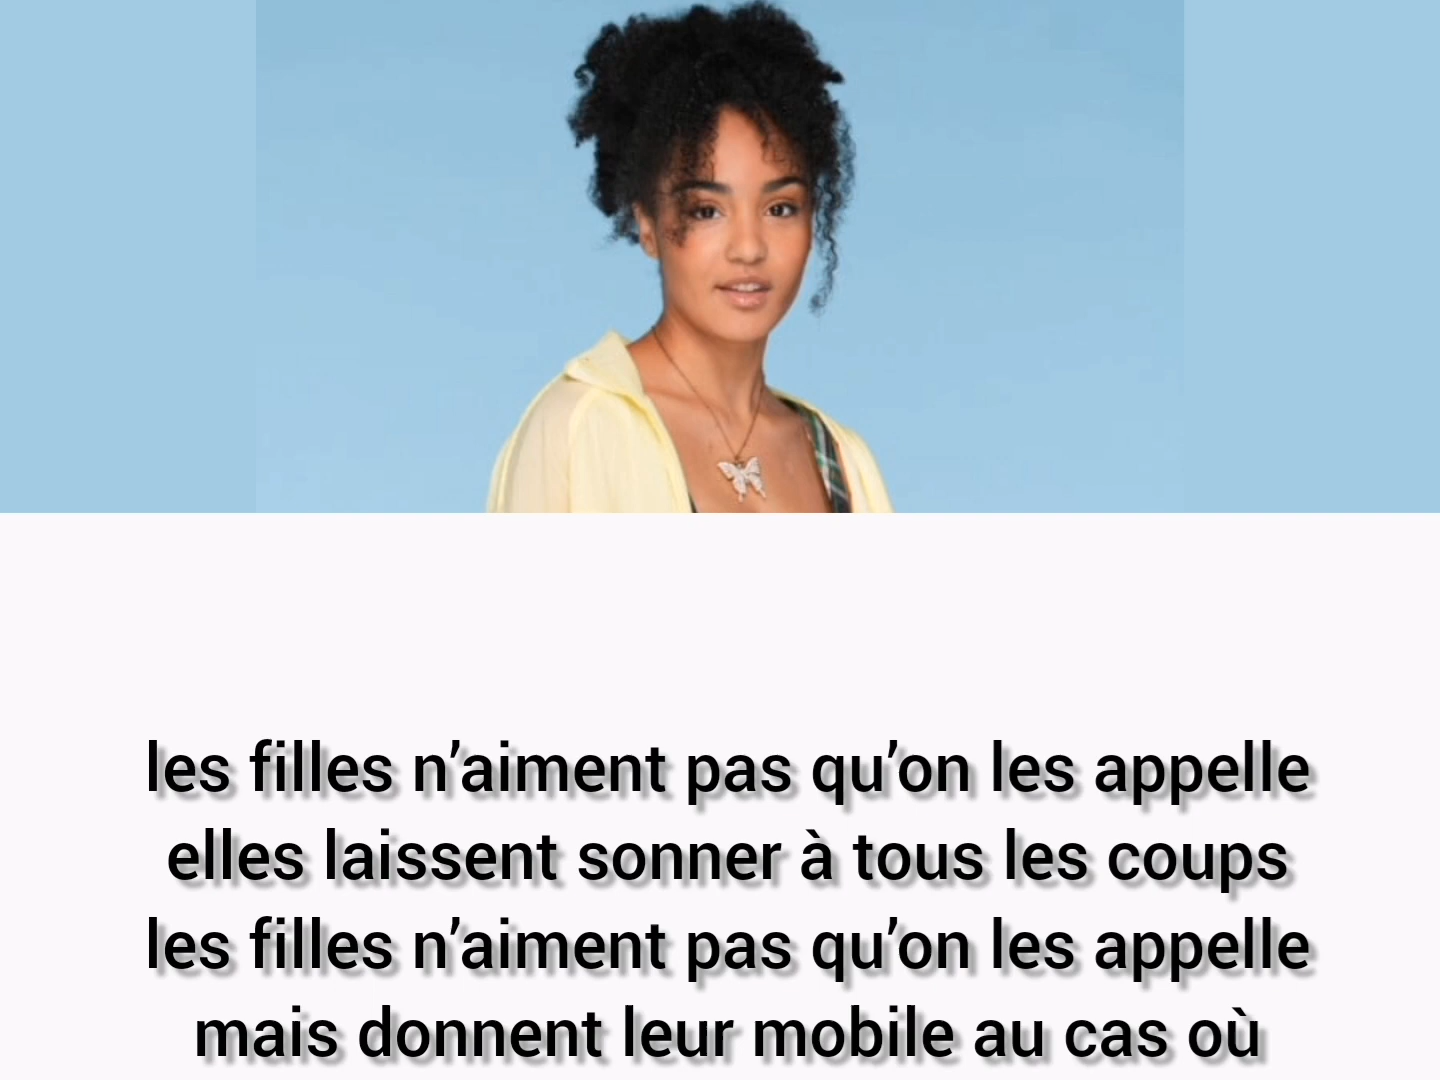 les filles n’aiment pas qu’on les appelle
elles laissent sonner à tous les coups
les filles n’aiment pas qu’on les appelle
mais donnent leur mobile au cas où